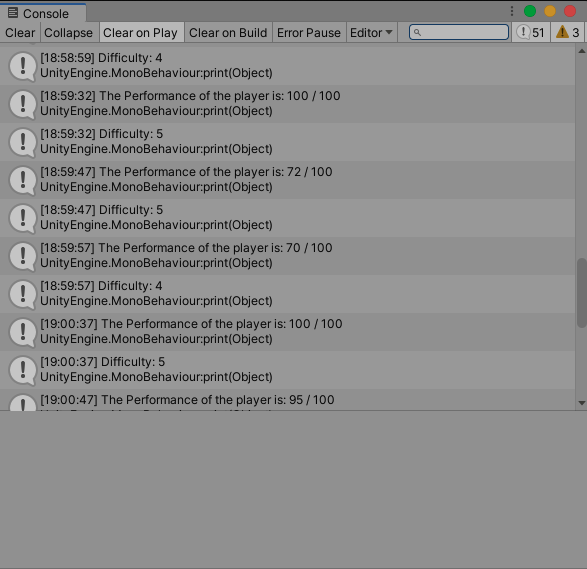 Console
Clear Collapse Clear on Play Clear on Build Error Pause Editor 51 3
[18:58:59] Difficulty: 4
UnityEngine.MonoBehaviour:print(Object)
[18:59:32] The Performance of the player is: 100 / 100
UnityEngine.MonoBehaviour:print(Object)
[18:59:32] Difficulty: 5
UnityEngine.MonoBehaviour:print(Object)
[18:59:47] The Performance of the player is: 72 / 100
UnityEngine.MonoBehaviour:print(Object)
[18:59:47] Difficulty: 5
UnityEngine.MonoBehaviour:print(Object)
[18:59:57] The Performance of the player is: 70 / 100
UnityEngine.MonoBehaviour:print(Object)
[18:59:57] Difficulty: 4
UnityEngine.MonoBehaviour:print(Object)
[19:00:37] The Performance of the player is: 100 / 100
UnityEngine.MonoBehaviour:print(Object)
[19:00:37] Difficulty: 5
UnityEngine.MonoBehaviour:print(Object)
[19:00:47] The Performance of the player is: 95 / 100